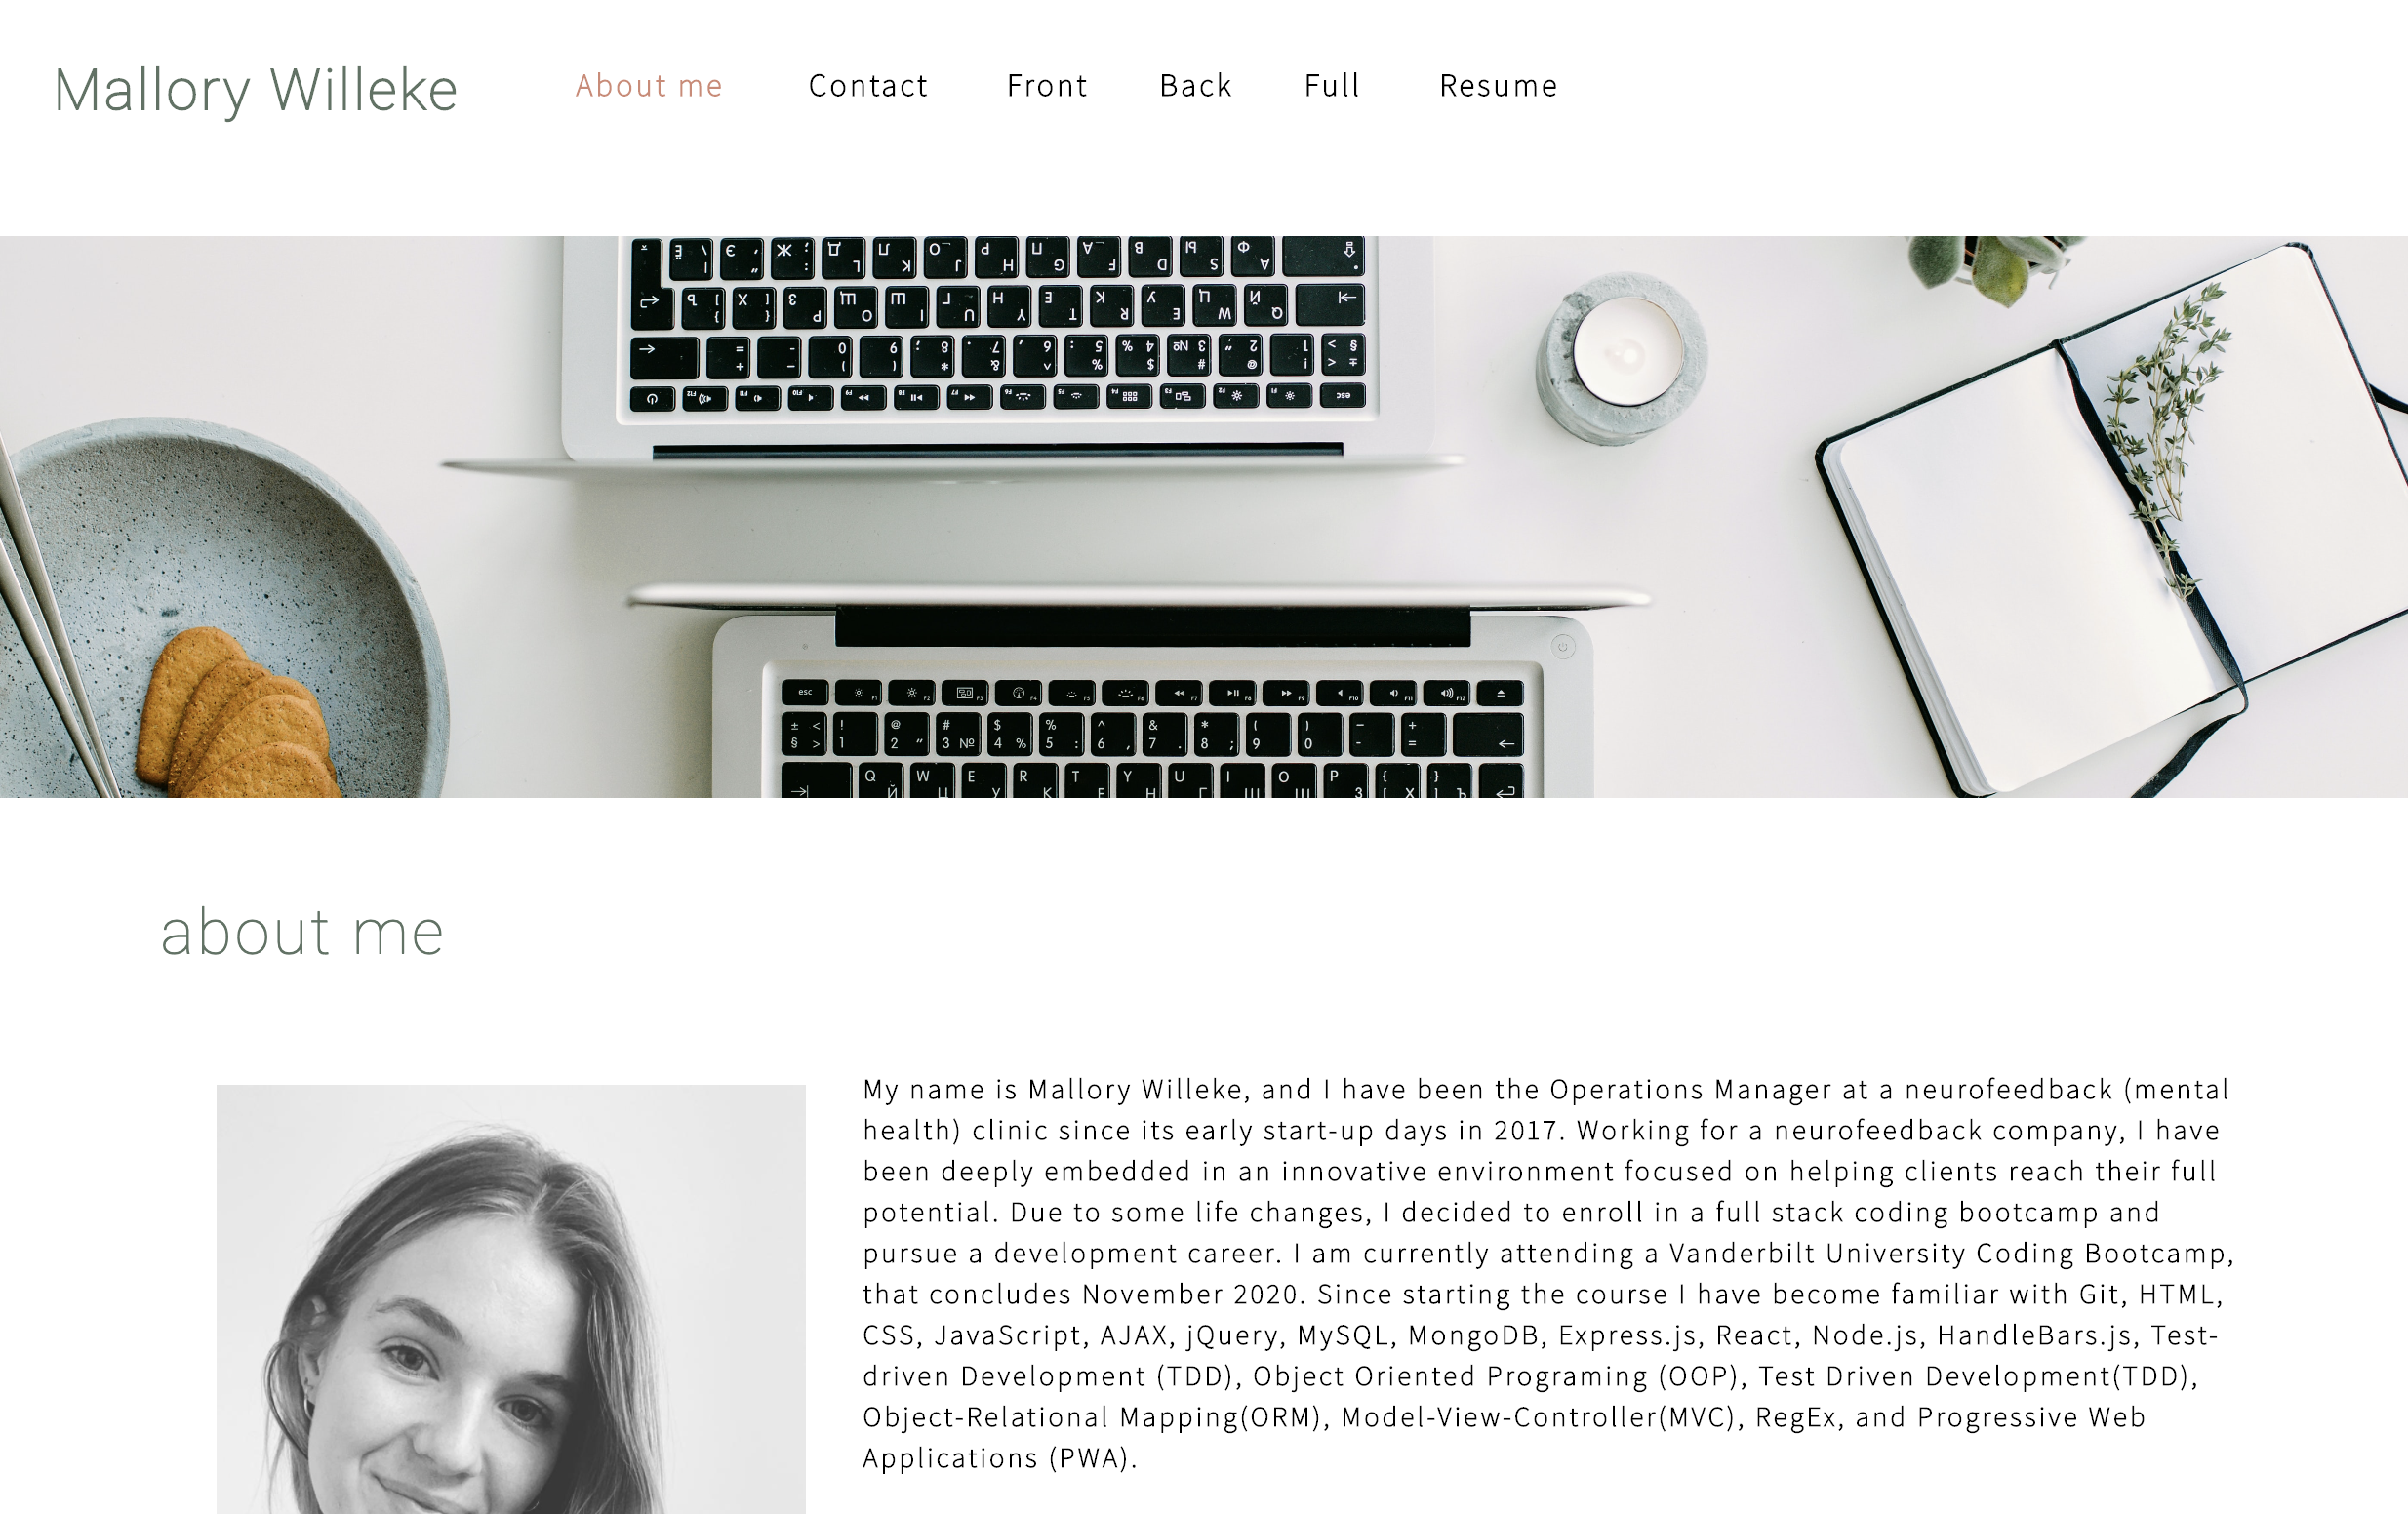 Mallory Willeke
About me Contact Front Back Full Resume
about me
My name is Mallory Willeke, and I have been the Operations Manager at a neurofeedback (mental
health) clinic since its early start-up days in 2017. Working for a neurofeedback company, I have
been deeply embedded in an innovative environment focused on helping clients reach their full
potential. Due to some life changes, I decided to enroll in a full stack coding bootcamp and
pursue a development career. I am currently attending a Vanderbilt University Coding Bootcamp,
that concludes November 2020. Since starting the course I have become familiar with Git, HTML,
CSS, JavaScript, AJAX, jQuery, MySQL, MongoDB, Express.js, React, Node.js, HandleBars.js, Test-
driven Development (TDD), Object Oriented Programing (OOP), Test Driven Development(TDD),
Object-Relational Mapping(ORM), Model-View-Controller(MVC), RegEx, and Progressive Web
Applications (PWA).